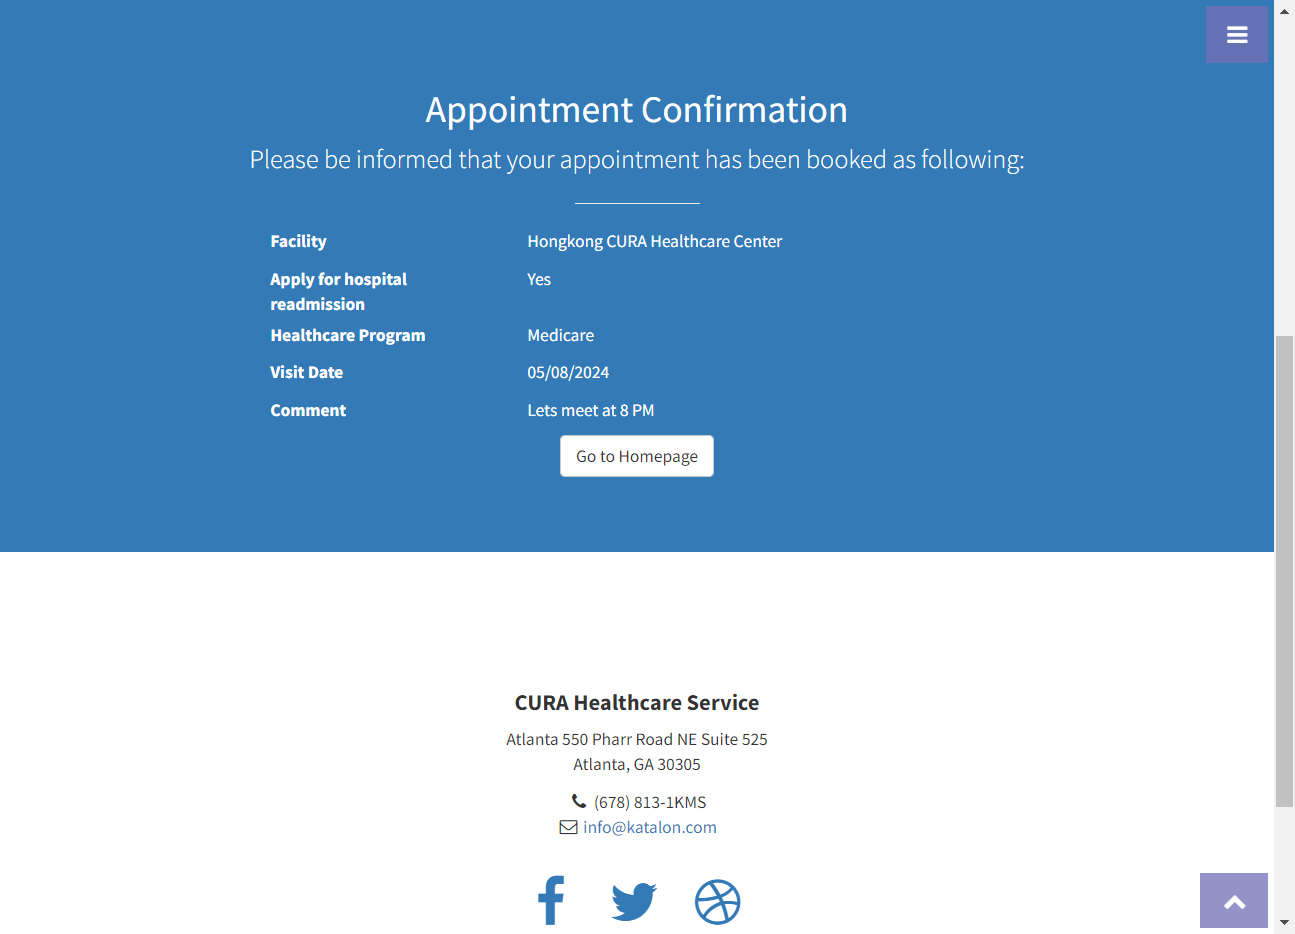 Appointment Confirmation
Please be informed that your appointment has been booked as following:
Facility Hongkong CURA Healthcare Center
Apply for hospital readmission Yes
Healthcare Program Medicare
Visit Date 05/08/2024
Comment Lets meet at 8 PM
Go to Homepage
CURA Healthcare Service
Atlanta 550 Pharr Road NE Suite 525
Atlanta, GA 30305
(678) 813-1KMS
info@katalon.com